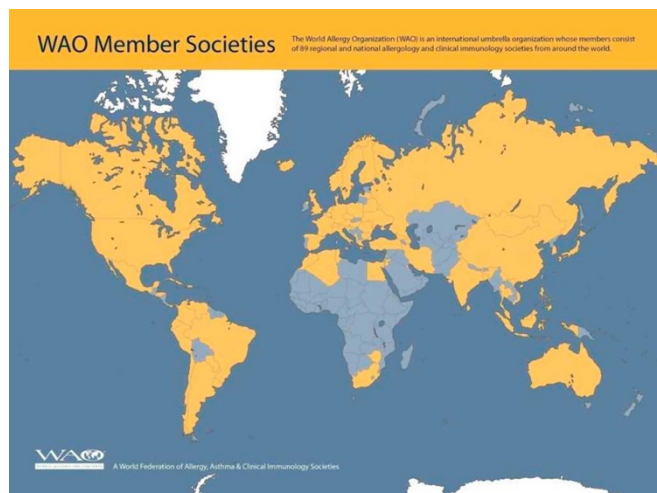 WAO Member Societies
The World Allergy Organization (WAO) is an international umbrella organization whose members consist
of 89 regional and national allergology and clinical immunology societies from around the world.
WAO
A World Federation of Allergy, Asthma & Clinical Immunology Societies